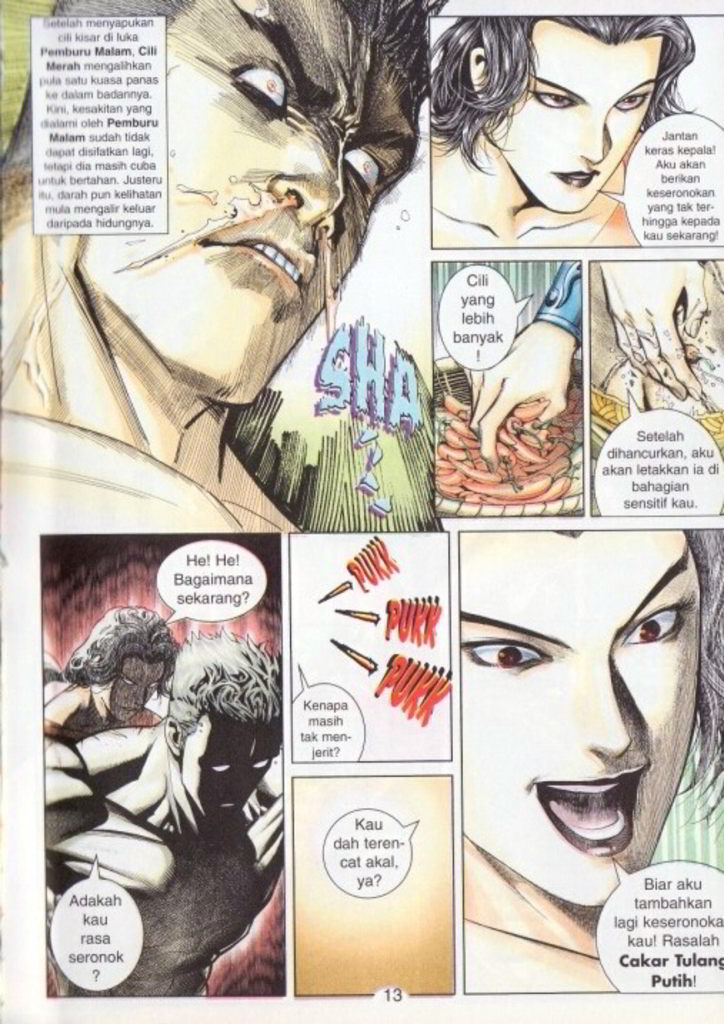 Setelah menyapukan
cili kisar di luka
Pemburu Malam, Cili
Merah mengalihkan
pula satu kuasa panas
ke dalam badannya.
Kini, kesakitan yang
dialami oleh Pemburu
Malam sudah tidak
dapat disifatkan lagi,
tetapi dia masih cuba
untuk bertahan. Justeru
itu, darah pun kelihatan
mula mengalir keluar
daripada hidungnya.
SHA
Jantan
keras kepala!
Aku akan
berikan
keseronokan
yang tak ter-
hingga kepada
kau sekarang!
Cili
yang
lebih
banyak
!
Setelah
dihancurkan, aku
akan letakkan ia di
bahagian
sensitif kau.
He! He!
Bagaimana
sekarang?
Adakah
kau
rasa
seronok
?
PUKK
PUKK
PUKK
Kenapa
masih
tak men-
jerit?
Kau
dah teren-
cat akal,
ya?
Biar aku
tambahkan
lagi keseronoka
kau! Rasalah
Cakar Tulang
Putih!
13